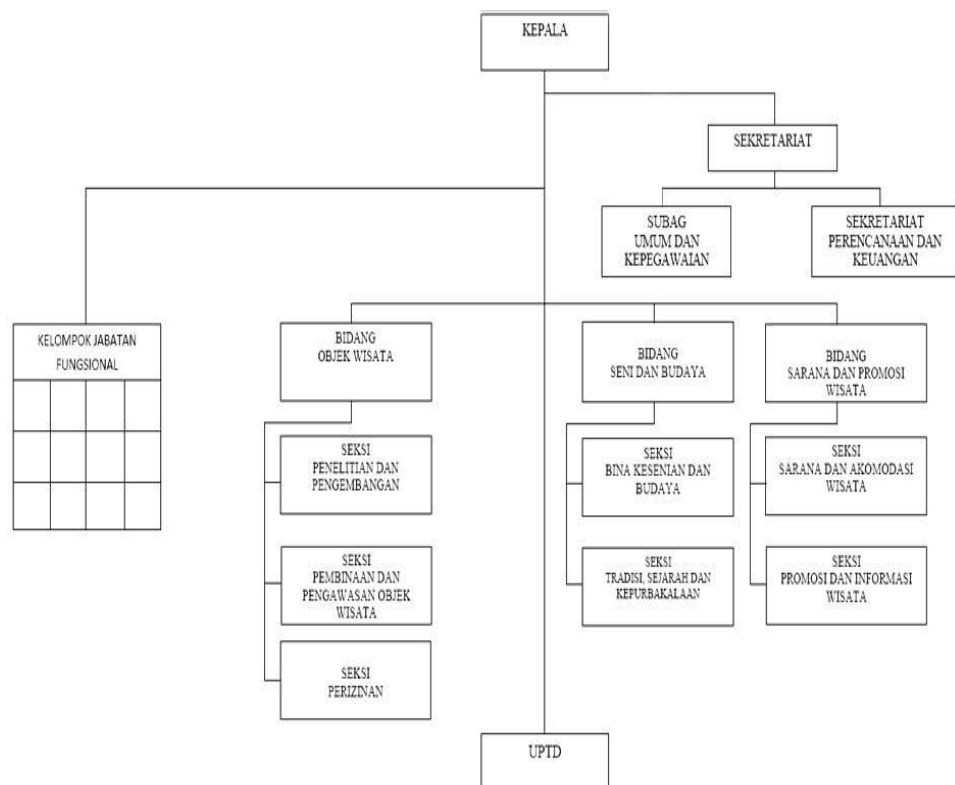 KEPALA
SEKRETARIAT
SUBAG
UMUM DAN
KEPEGAWAIAN
SEKRETARIAT
PERENCANAAN DAN
KEUANGAN
KELOMPOK JABATAN
FUNGSIONAL
BIDANG
OBJEK WISATA
BIDANG
SENI DAN BUDAYA
BIDANG
SARANA DAN PROMOSI
WISATA
SEKSI
PENELITIAN DAN
PENGEMBANGAN
SEKSI
BINA KESENIAN DAN
BUDAYA
SEKSI
SARANA DAN AKOMODASI
WISATA
SEKSI
PEMBINAAN DAN
PENGAWASAN OBJEK
WISATA
SEKSI
TRADISI, SEJARAH DAN
KEPURBAKALAAN
SEKSI
PROMOSI DAN INFORMASI
WISATA
SEKSI
PERIZINAN
UPTD